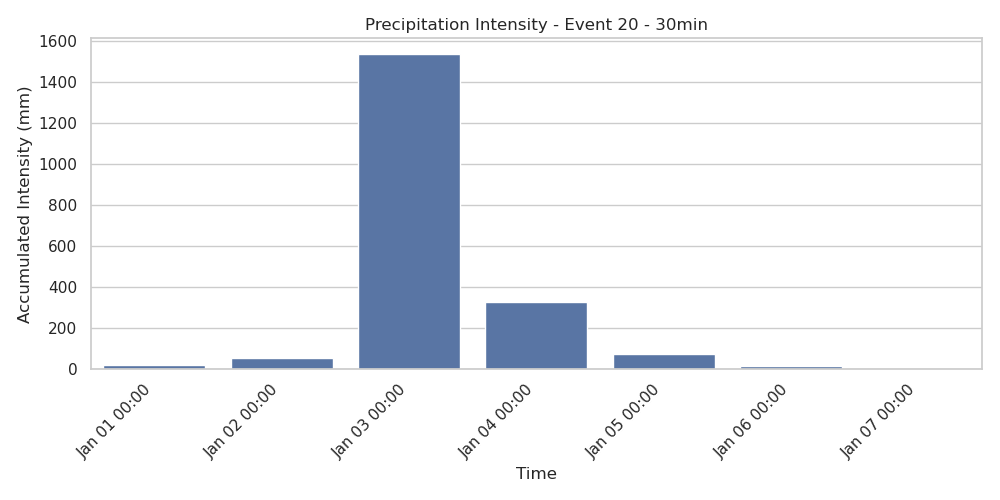 Precipitation Intensity - Event 20 - 30min
Accumulated Intensity (mm)
1600
1400
1200
1000
800
600
400
200
0
Jan 01 00:00
Jan 02 00:00
Jan 03 00:00
Jan 04 00:00
Jan 05 00:00
Jan 06 00:00
Jan 07 00:00
Time